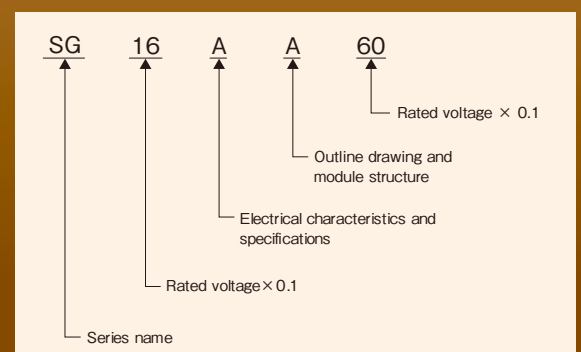 SG 16 A A 60
Rated voltage × 0.1
Outline drawing and
module structure
Electrical characteristics and
specifications
Rated voltage×0.1
Series name